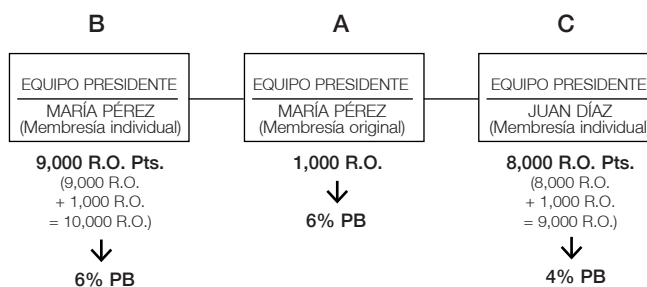 B
EQUIPO PRESIDENTE
MARÍA PÉREZ
(Membresía individual)
9,000 R.O. Pts.
(9,000 R.O.
+ 1,000 R.O.
= 10,000 R.O.)
6% PB
A
EQUIPO PRESIDENTE
MARÍA PÉREZ
(Membresía original)
1,000 R.O.
6% PB
C
EQUIPO PRESIDENTE
JUAN DÍAZ
(Membresía individual)
8,000 R.O. Pts.
(8,000 R.O.
+ 1,000 R.O.
= 9,000 R.O.)
4% PB